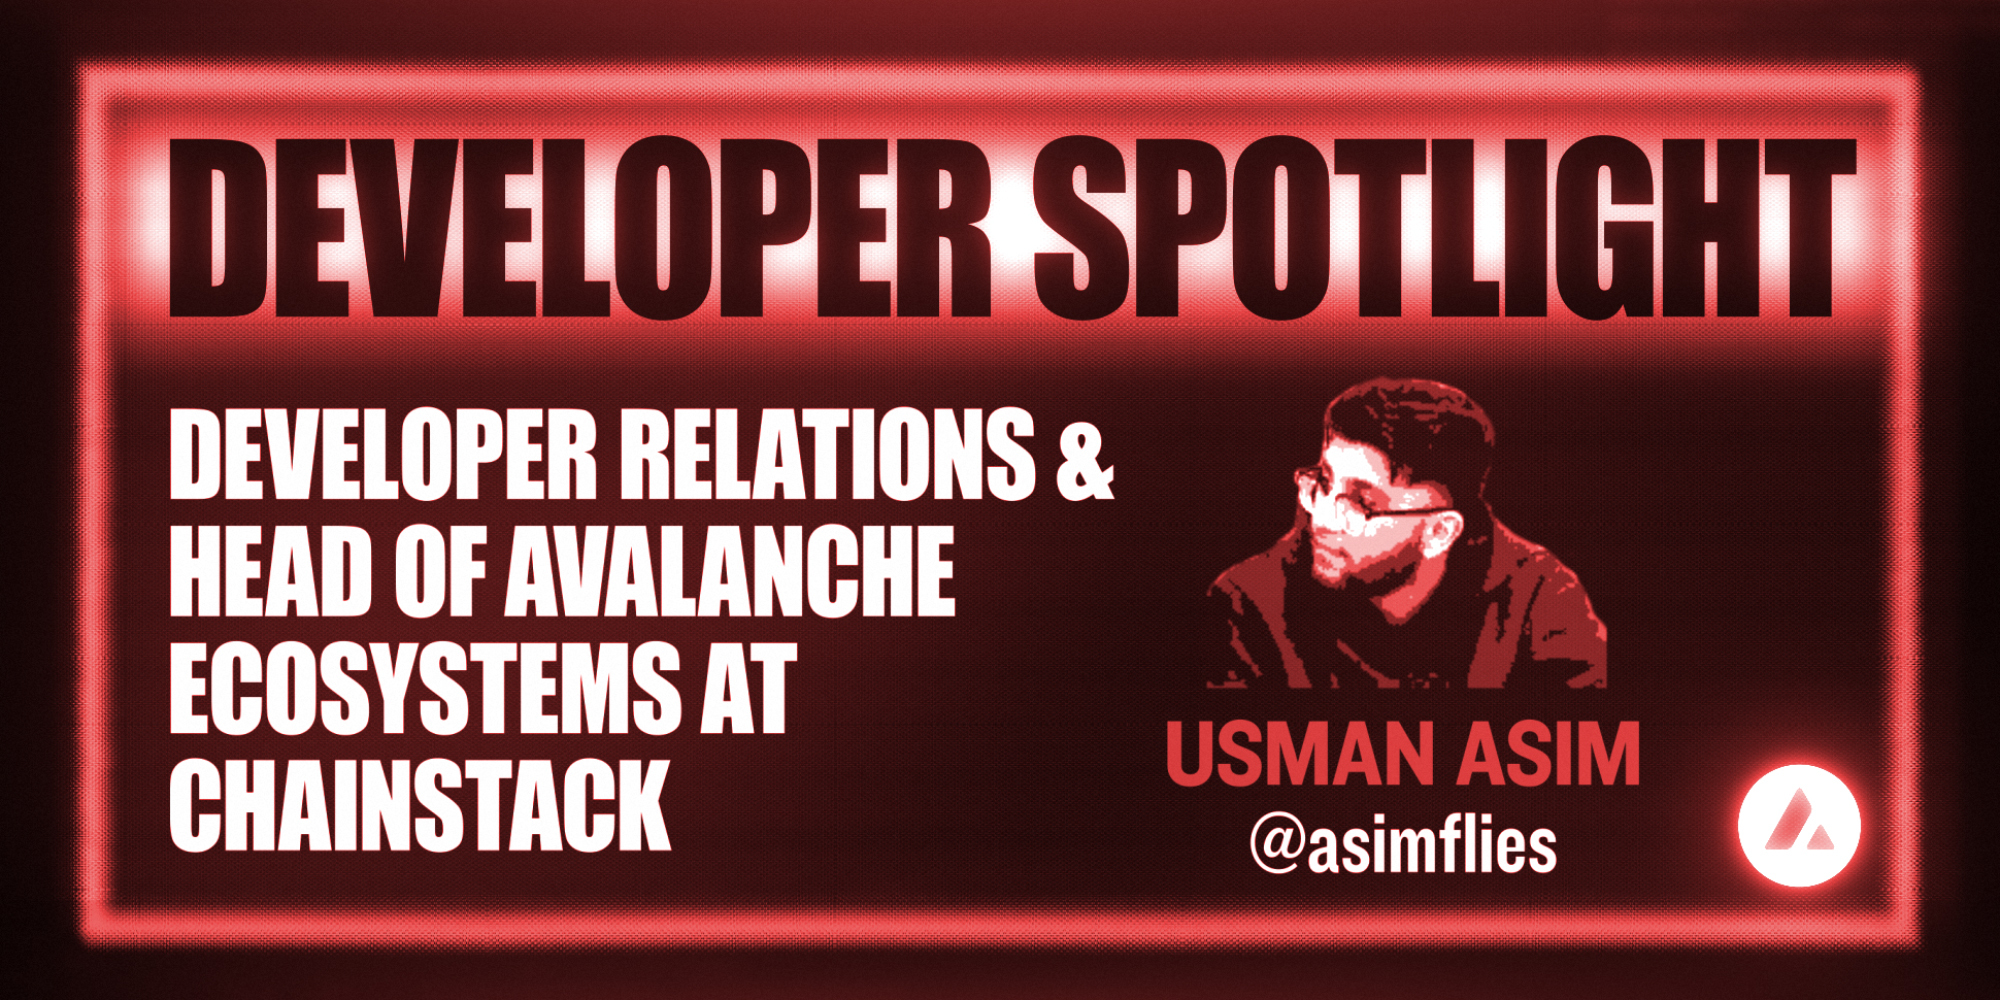 DEVELOPER SPOTLIGHT
DEVELOPER RELATIONS &
HEAD OF AVALANCHE
ECOSYSTEMS AT
CHAINSTACK
USMAN ASIM
@asimflies